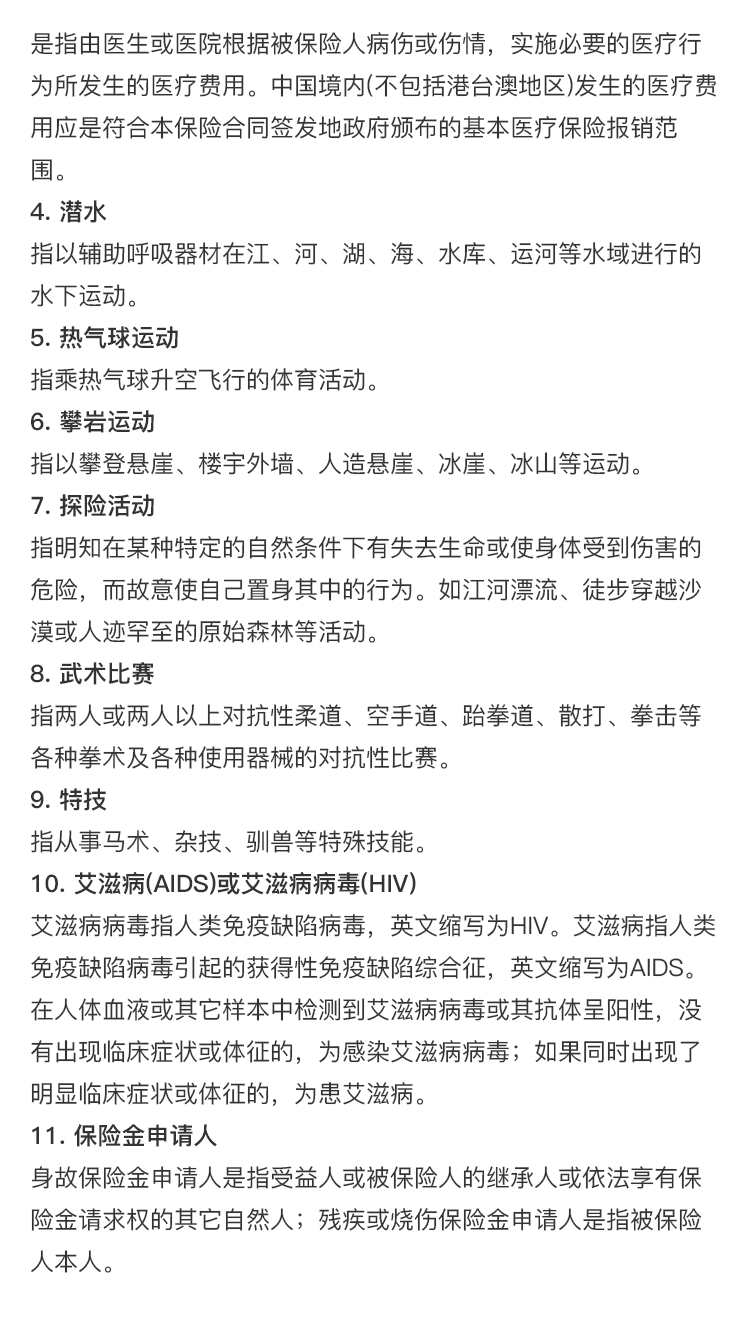 是指由医生或医院根据被保险人病伤或伤情，实施必要的医疗行
为所发生的医疗费用。中国境内(不包括港台澳地区)发生的医疗费
用应是符合本保险合同签发地政府颁布的基本医疗保险报销范
围。
4. 潜水
指以辅助呼吸器材在江、河、湖、海、水库、运河等水域进行的
水下运动。
5. 热气球运动
指乘热气球升空飞行的体育活动。
6. 攀岩运动
指以攀登悬崖、楼宇外墙、人造悬崖、冰崖、冰山等运动。
7. 探险活动
指明知在某种特定的自然条件下有失去生命或使身体受到伤害的
危险，而故意使自己置身其中的行为。如江河漂流、徒步穿越沙
漠或人迹罕至的原始森林等活动。
8. 武术比赛
指两人或两人以上对抗性柔道、空手道、跆拳道、散打、拳击等
各种拳术及各种使用器械的对抗性比赛。
9. 特技
指从事马术、杂技、驯兽等特殊技能。
10. 艾滋病(AIDS)或艾滋病病毒(HIV)
艾滋病病毒指人类免疫缺陷病毒，英文缩写为HIV。艾滋病指人类
免疫缺陷病毒引起的获得性免疫缺陷综合征，英文缩写为AIDS。
在人体血液或其它样本中检测到艾滋病病毒或其抗体呈阳性，没
有出现临床症状或体征的，为感染艾滋病病毒；如果同时出现了
明显临床症状或体征的，为患艾滋病。
11. 保险金申请人
身故保险金申请人是指受益人或被保险人的继承人或依法享有保
险金请求权的其它自然人；残疾或烧伤保险金申请人是指被保险
人本人。